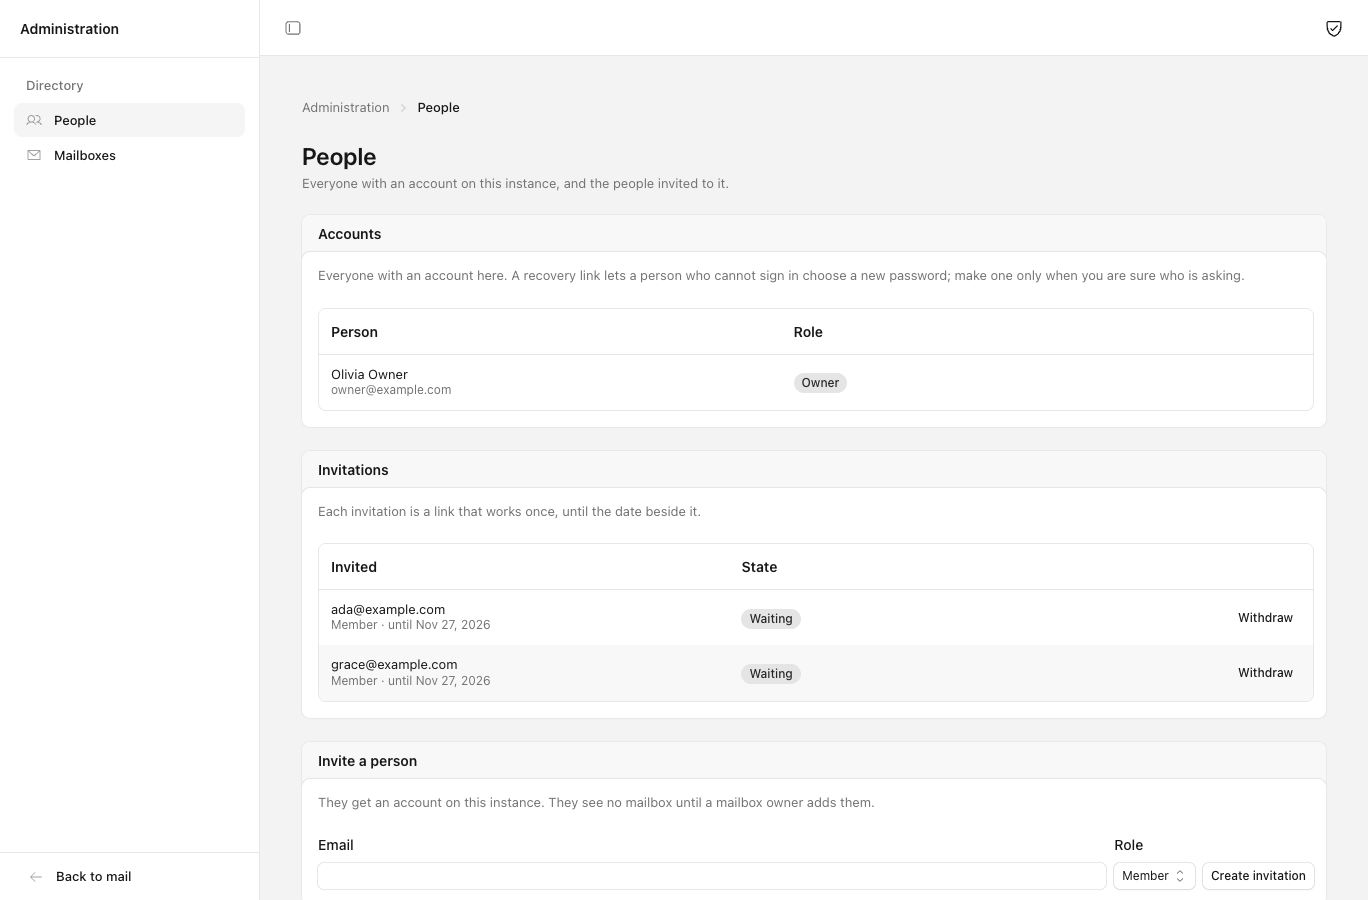 Administration
Directory
People
Mailboxes
Back to mail
Administration > People
People
Everyone with an account on this instance, and the people invited to it.
Accounts
Everyone with an account here. A recovery link lets a person who cannot sign in choose a new password; make one only when you are sure who is asking.
Person Role
Olivia Owner
owner@example.com
Owner
Invitations
Each invitation is a link that works once, until the date beside it.
Invited State
ada@example.com
Member · until Nov 27, 2026
Waiting
Withdraw
grace@example.com
Member · until Nov 27, 2026
Waiting
Withdraw
Invite a person
They get an account on this instance. They see no mailbox until a mailbox owner adds them.
Email Role
Member Create invitation